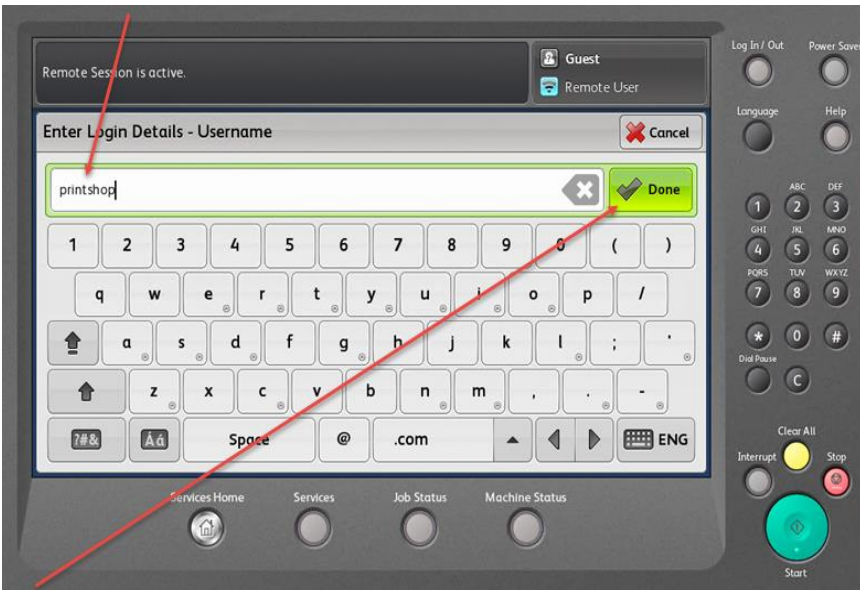 Log In / Out Power Saver
Remote Session is active.
Guest
Remote User
Language Help
Enter Login Details - Username
Cancel
printshop
Done
1 2 3 4 5 6 7 8 9 0 ( )
q w e r t y u i o p /
a s d f g h j k l ; '
z x c v b n m , . -
?#& Áá Space @ .com ENG
ABC DEF
1 2 3
GHI JKL MNO
4 5 6
PQRS TUV WXYZ
7 8 9
* 0 #
Dial Pause
C
Clear All
Interrupt Stop
Services Home Services Job Status Machine Status
Start